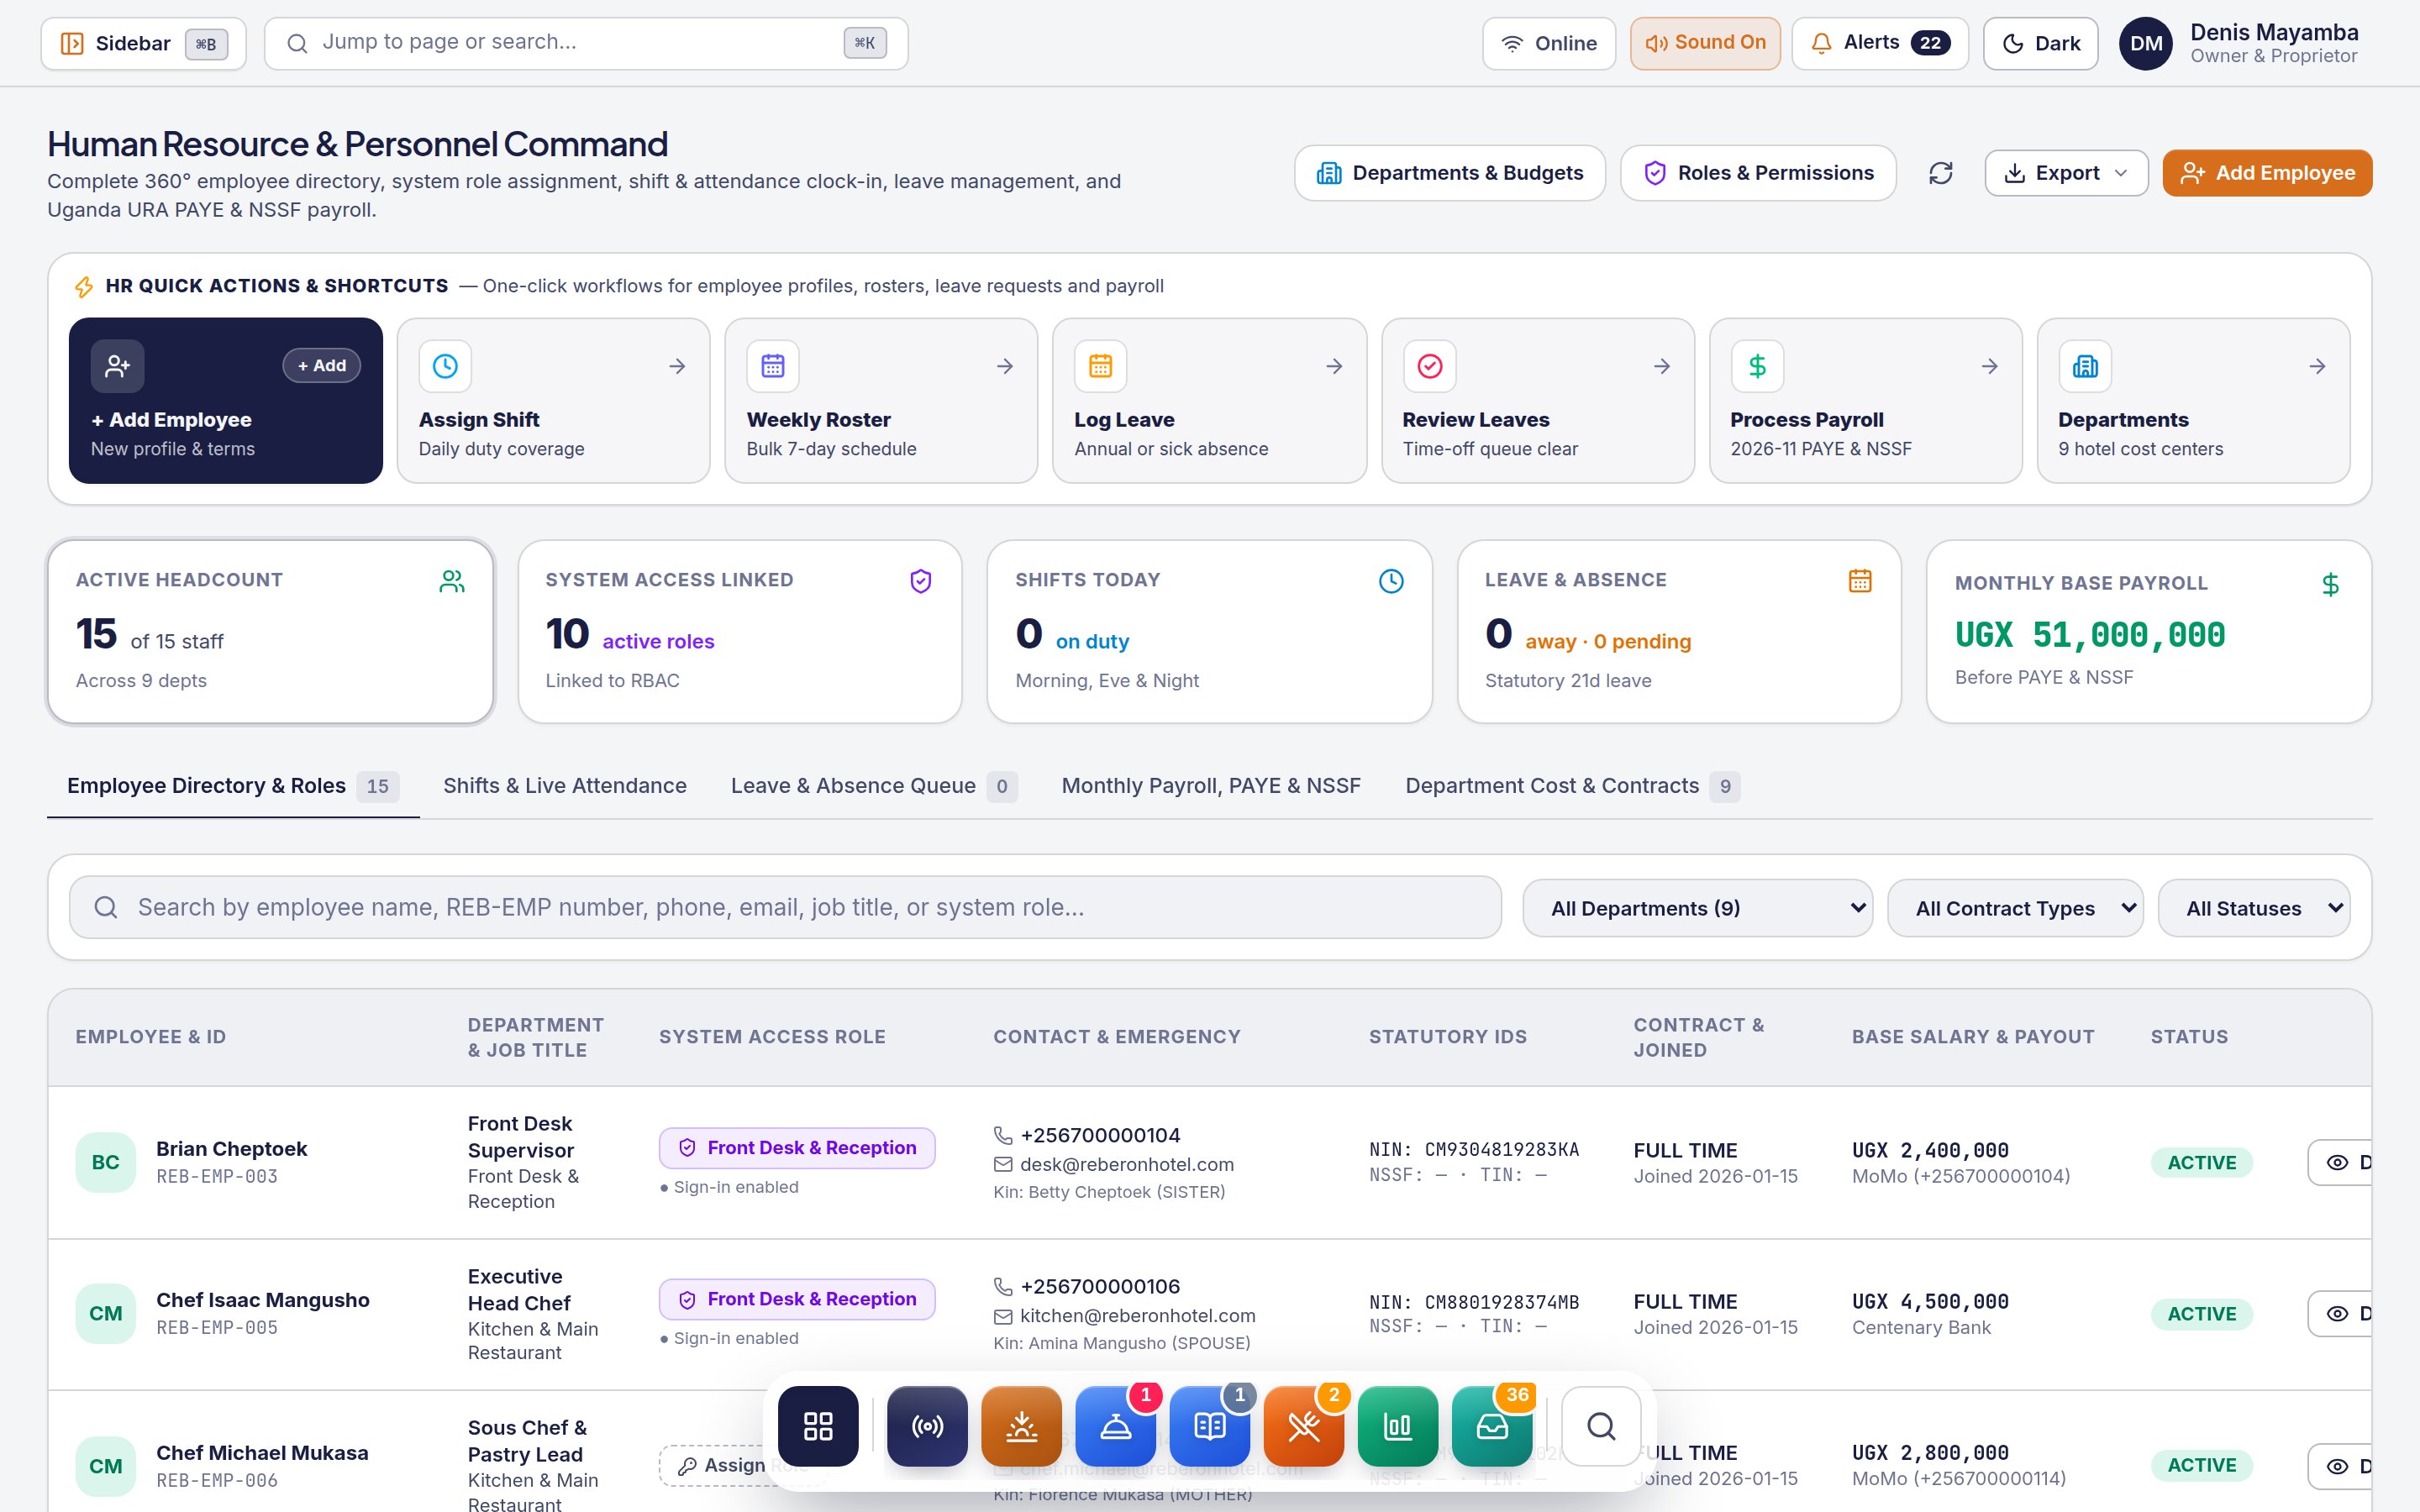 Sidebar ⌘B
Jump to page or search... ⌘K
Online
Sound On
Alerts 22
Dark
DM
Denis Mayamba
Owner & Proprietor
Human Resource & Personnel Command
Complete 360° employee directory, system role assignment, shift & attendance clock-in, leave management, and
Uganda URA PAYE & NSSF payroll.
Departments & Budgets
Roles & Permissions
Export
Add Employee
HR QUICK ACTIONS & SHORTCUTS — One-click workflows for employee profiles, rosters, leave requests and payroll
+ Add
+ Add Employee
New profile & terms
Assign Shift
Daily duty coverage
Weekly Roster
Bulk 7-day schedule
Log Leave
Annual or sick absence
Review Leaves
Time-off queue clear
Process Payroll
2026-11 PAYE & NSSF
Departments
9 hotel cost centers
ACTIVE HEADCOUNT
15 of 15 staff
Across 9 depts
SYSTEM ACCESS LINKED
10 active roles
Linked to RBAC
SHIFTS TODAY
0 on duty
Morning, Eve & Night
LEAVE & ABSENCE
0 away · 0 pending
Statutory 21d leave
MONTHLY BASE PAYROLL
UGX 51,000,000
Before PAYE & NSSF
Employee Directory & Roles 15
Shifts & Live Attendance
Leave & Absence Queue 0
Monthly Payroll, PAYE & NSSF
Department Cost & Contracts 9
Search by employee name, REB-EMP number, phone, email, job title, or system role...
All Departments (9)
All Contract Types
All Statuses
EMPLOYEE & ID
DEPARTMENT
& JOB TITLE
SYSTEM ACCESS ROLE
CONTACT & EMERGENCY
STATUTORY IDS
CONTRACT &
JOINED
BASE SALARY & PAYOUT
STATUS
BC
Brian Cheptoek
REB-EMP-003
Front Desk
Supervisor
Front Desk &
Reception
Front Desk & Reception
● Sign-in enabled
+256700000104
desk@reberonhotel.com
Kin: Betty Cheptoek (SISTER)
NIN: CM9304819283KA
NSSF: — · TIN: —
FULL TIME
Joined 2026-01-15
UGX 2,400,000
MoMo (+256700000104)
ACTIVE
D
CM
Chef Isaac Mangusho
REB-EMP-005
Executive
Head Chef
Kitchen & Main
Restaurant
Front Desk & Reception
● Sign-in enabled
+256700000106
kitchen@reberonhotel.com
Kin: Amina Mangusho (SPOUSE)
NIN: CM8801928374MB
NSSF: — · TIN: —
FULL TIME
Joined 2026-01-15
UGX 4,500,000
Centenary Bank
ACTIVE
D
CM
Chef Michael Mukasa
REB-EMP-006
Sous Chef &
Pastry Lead
Kitchen & Main
Restaurant
Assign Role
chef.michael@reberonhotel.com
Kin: Florence Mukasa (MOTHER)
NSSF: — · TIN: —
FULL TIME
Joined 2026-01-15
UGX 2,800,000
MoMo (+256700000114)
ACTIVE
D
1
1
2
36